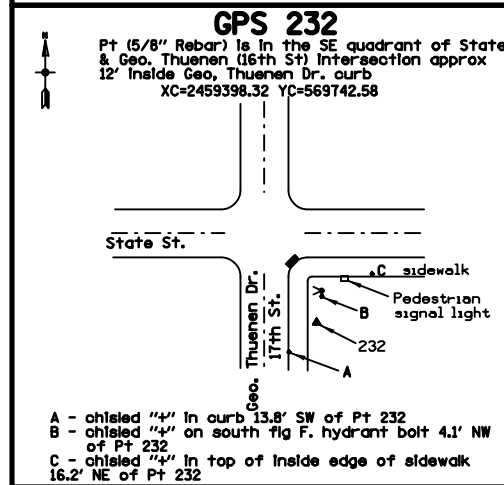 GPS 232
Pt (5/8" Rebar) is in the SE quadrant of State
& Geo. Thuenen (16th St) intersection approx
12' inside Geo, Thuenen Dr. curb
XC=2459398.32 YC=569742.58
N
State St.
C sidewalk
Pedestrian
signal light
B
232
A
Geo. Thuenen Dr.
17th St.
A - chisled "+" in curb 13.8' SW of Pt 232
B - chisled "+" on south flg F. hydrant bolt 4.1' NW
of Pt 232
C - chisled "+" in top of inside edge of sidewalk
16.2' NE of Pt 232